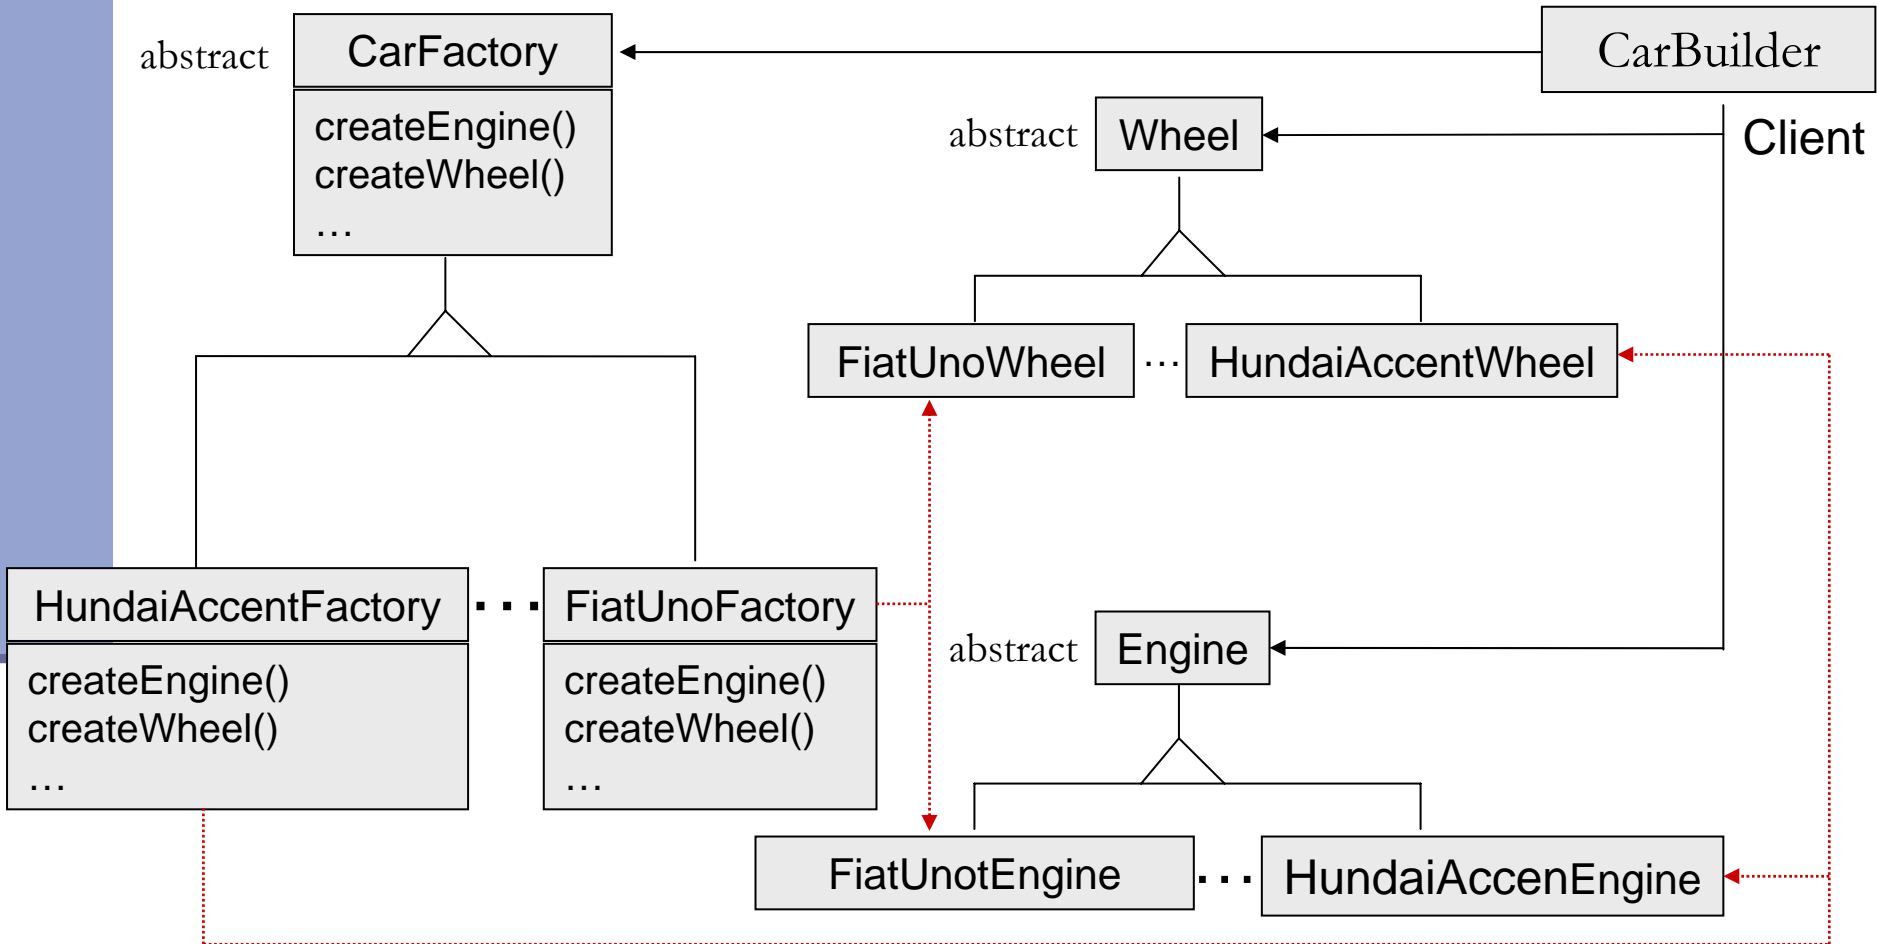 abstract
CarFactory
createEngine()
createWheel()
…
CarBuilder
Client
abstract
Wheel
FiatUnoWheel
…
HundaiAccentWheel
HundaiAccentFactory
createEngine()
createWheel()
…
...
FiatUnoFactory
createEngine()
createWheel()
…
abstract
Engine
FiatUnotEngine
...
HundaiAccenEngine